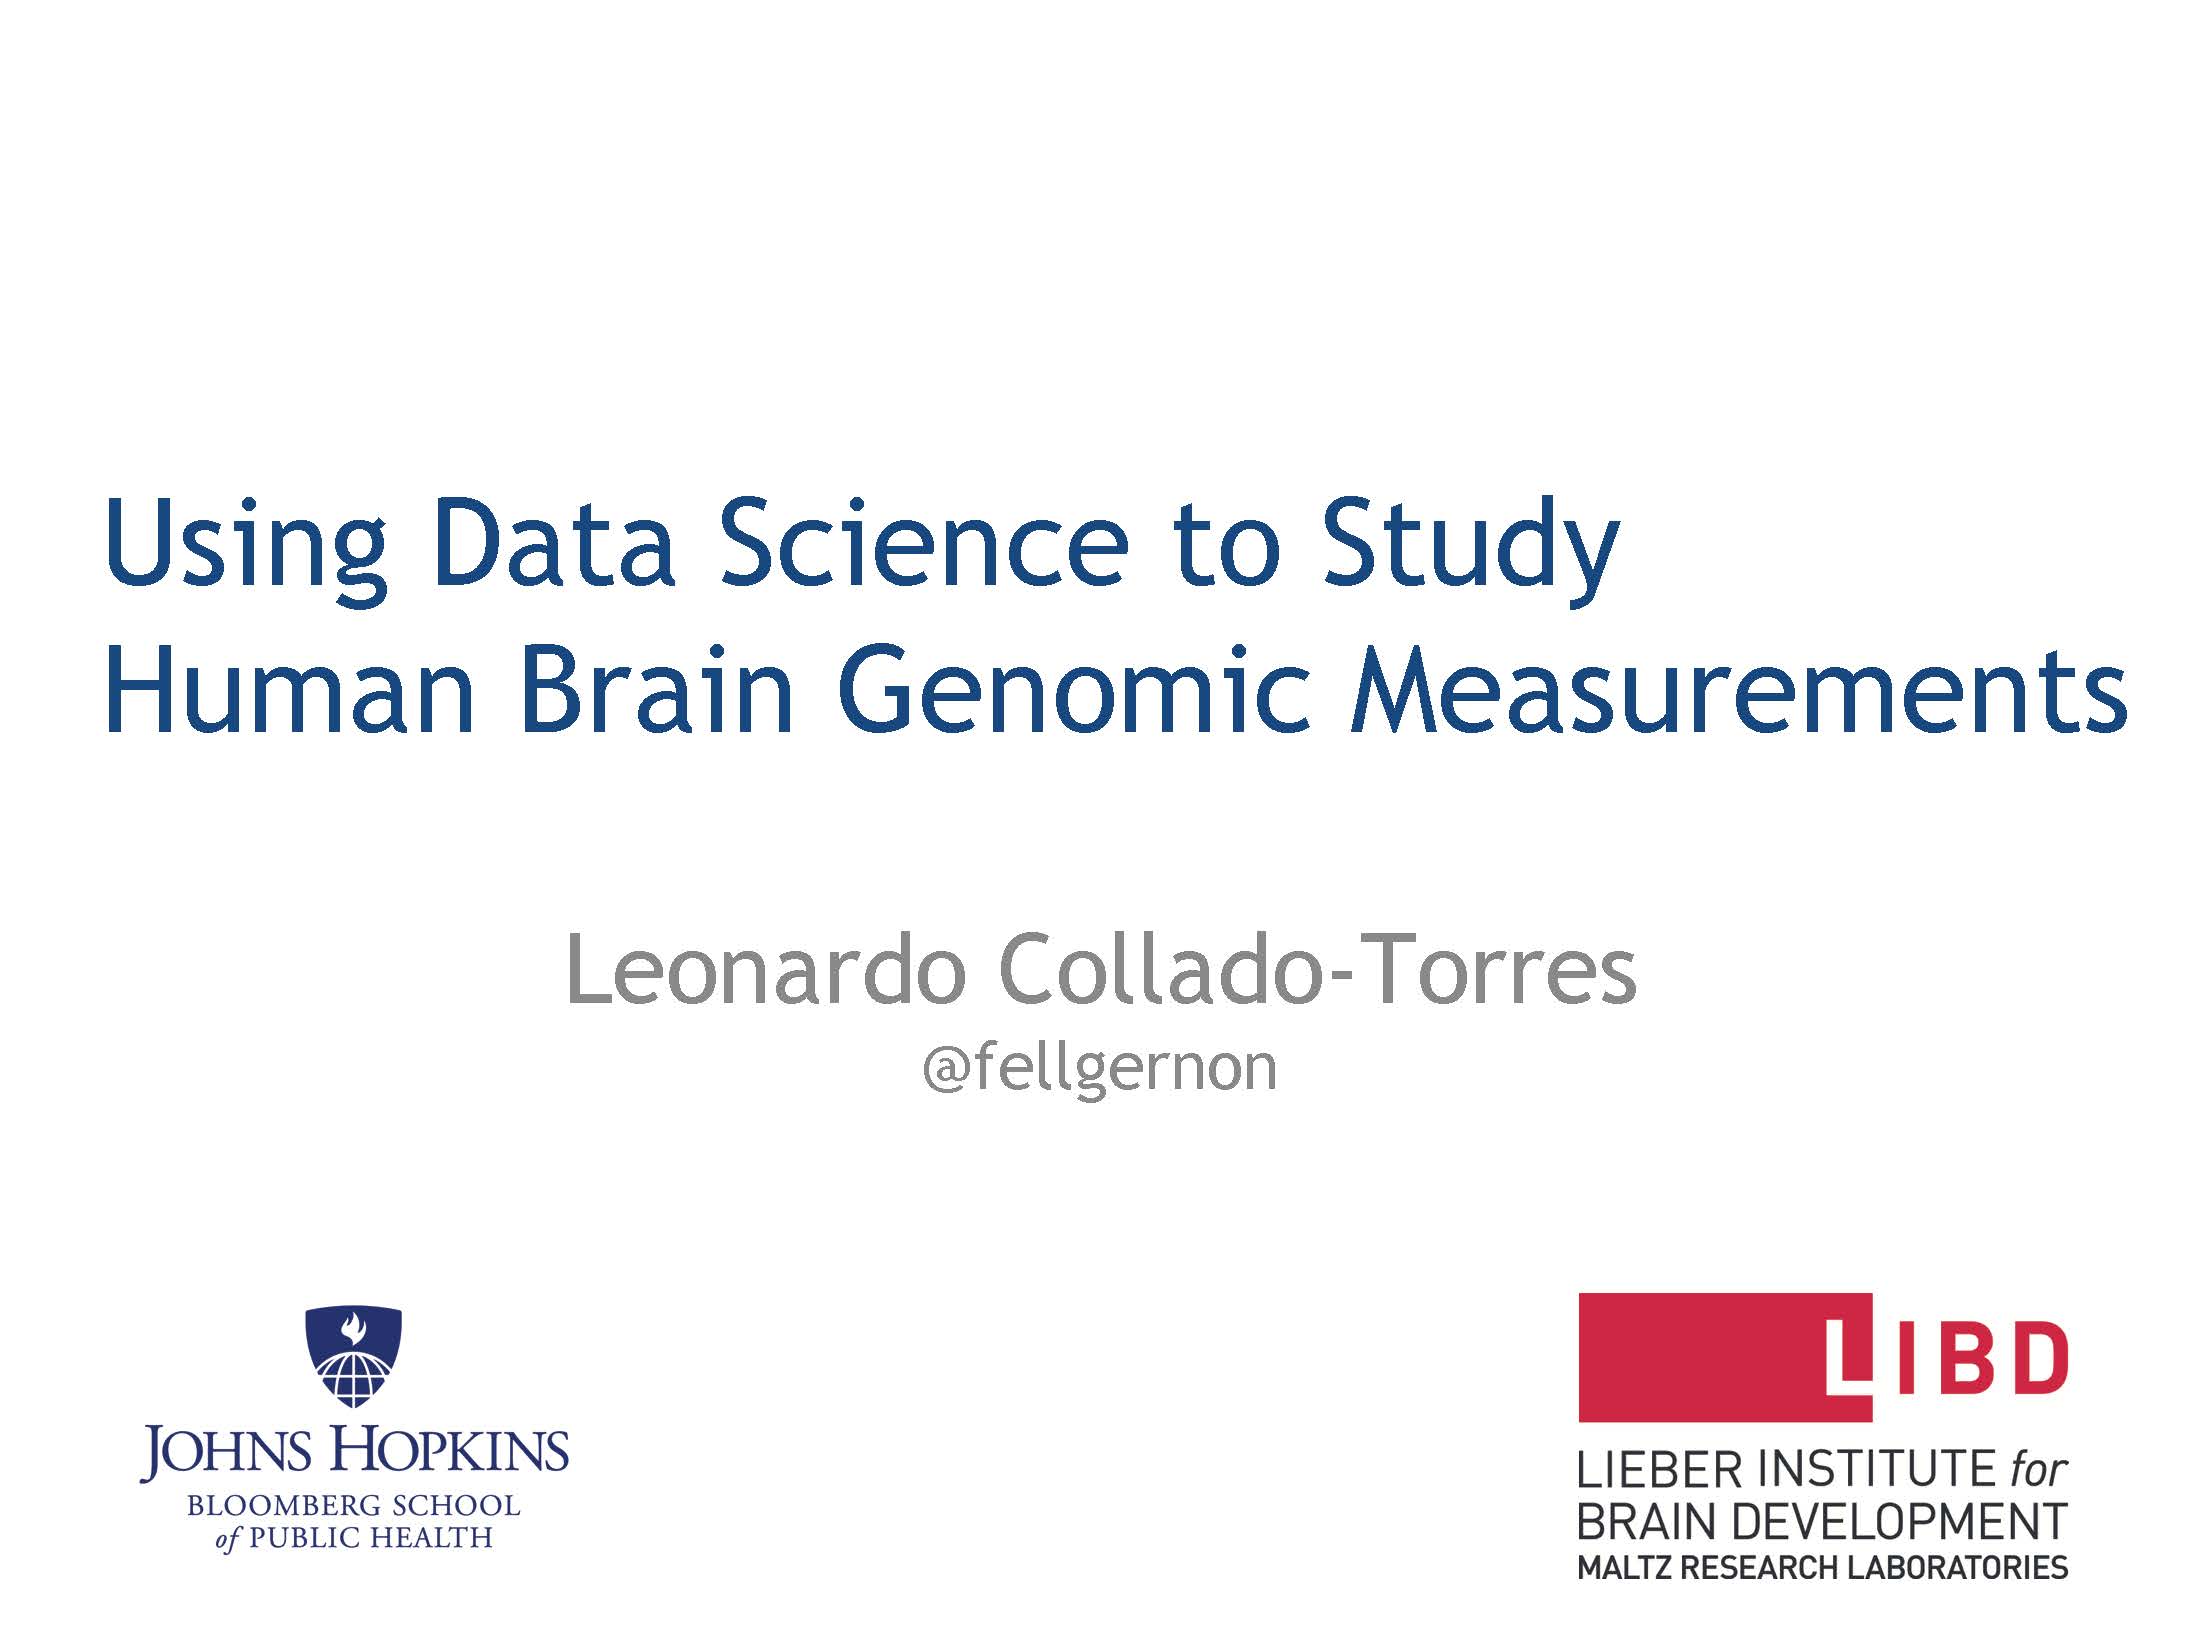 Using Data Science to Study
Human Brain Genomic Measurements
Leonardo Collado-Torres
@fellgernon
JOHNS HOPKINS
BLOOMBERG SCHOOL
of PUBLIC HEALTH
LIBD
LIEBER INSTITUTE for
BRAIN DEVELOPMENT
MALTZ RESEARCH LABORATORIES